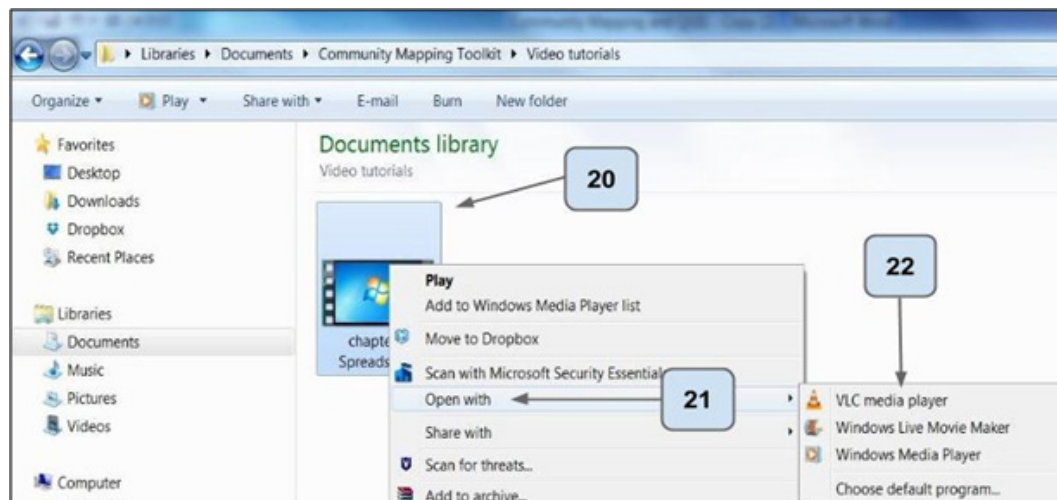 Libraries ▸ Documents ▸ Community Mapping Toolkit ▸ Video tutorials
Organize Play Share with E-mail Burn New folder
Favorites
Desktop
Downloads
Dropbox
Recent Places
Libraries
Documents
Music
Pictures
Videos
Computer
Documents library
Video tutorials
20
chapte
Spreads
Play
Add to Windows Media Player list
Move to Dropbox
Scan with Microsoft Security Essential
Open with
21
Share with
Scan for threats...
Add to archive...
22
VLC media player
Windows Live Movie Maker
Windows Media Player
Choose default program...